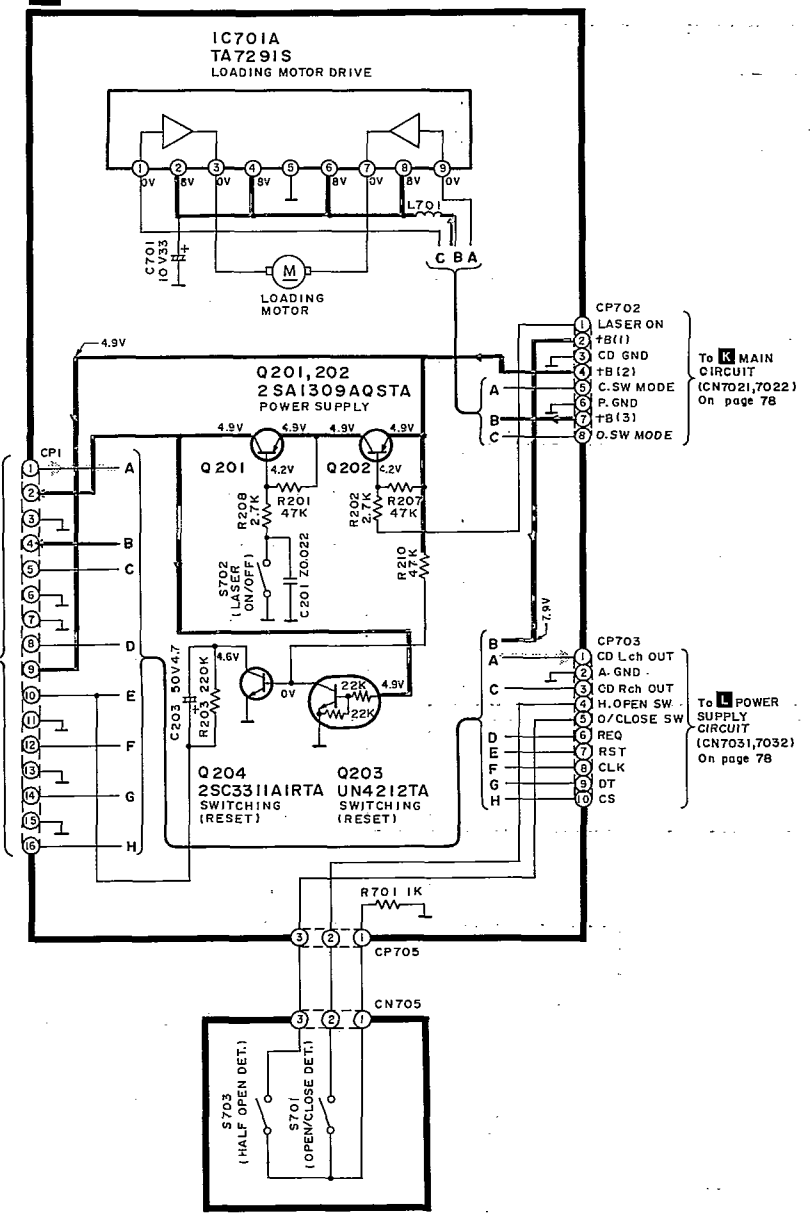 IC701A
TA7291S
LOADING MOTOR DRIVE
1 2 3 4 5 6 7 8 9
0V 8V 0V 8V 8V 0V 8V 0V
L701
C701
10V33
+
M
LOADING
MOTOR
C B A
CP702
1 LASER ON
2 +B(1)
3 CD GND
4 +B(2)
5 C.SW MODE
6 P.GND
7 +B(3)
8 O.SW MODE
A
B
C
To K MAIN
CIRCUIT
(CN7021,7022)
On page 78
4.9V
Q201,202
2SA1309AQSTA
POWER SUPPLY
4.9V 4.9V 4.9V 4.9V
Q201 4.2V
Q202
R201
47K
R207
47K
R208
2.7K
R202
2.7K
R210
47K
S702
(LASER
ON/OFF)
C201 Z0.022
CP1
1 A
2
3
4 B
5 C
6
7
8 D
9
10 E
11
12 F
13
14 G
15
16 H
4.6V
0V
22K
22K
4.9V
C203 50V4.7
+
R203 220K
Q204
2SC3311A1RTA
SWITCHING
(RESET)
Q203
UN4212TA
SWITCHING
(RESET)
7.9V
CP703
B
A 1 CD Lch OUT
2 A.GND
C 3 CD Rch OUT
4 H.OPEN SW
5 O/CLOSE SW
D 6 REQ
E 7 RST
F 8 CLK
G 9 DT
H 10 CS
To L POWER
SUPPLY
CIRCUIT
(CN7031,7032)
On page 78
R701 1K
3 2 1
CP705
CN705
3 2 1
S703
(HALF OPEN DET.)
S701
(OPEN/CLOSE DET.)